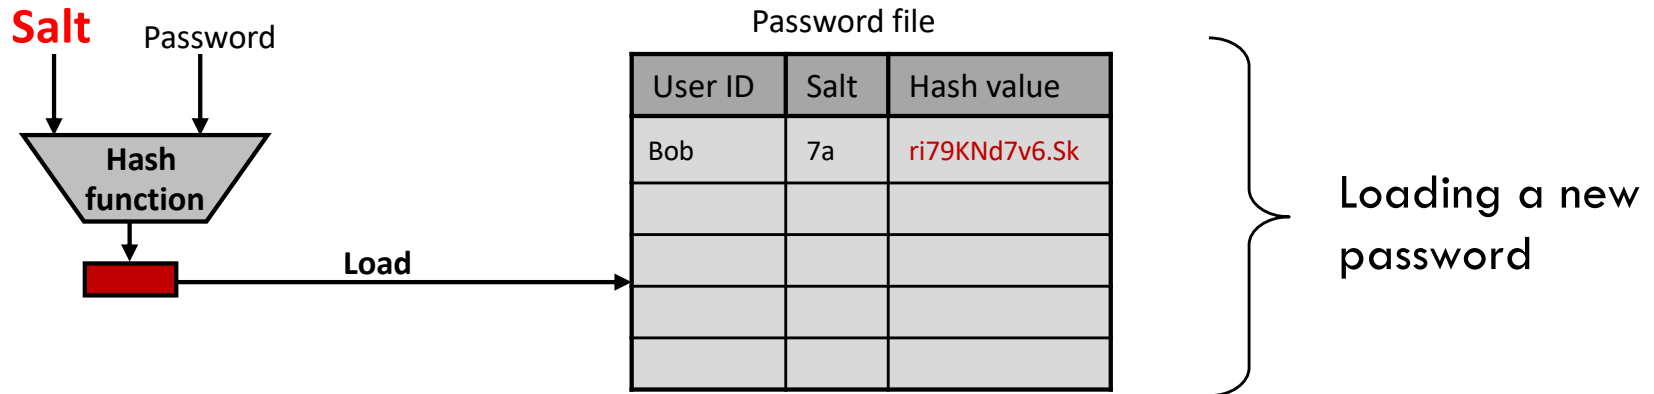 Salt
Password
Password file
User ID Salt Hash value
Bob 7a ri79KNd7v6.Sk
Hash
function
Load
Loading a new
password